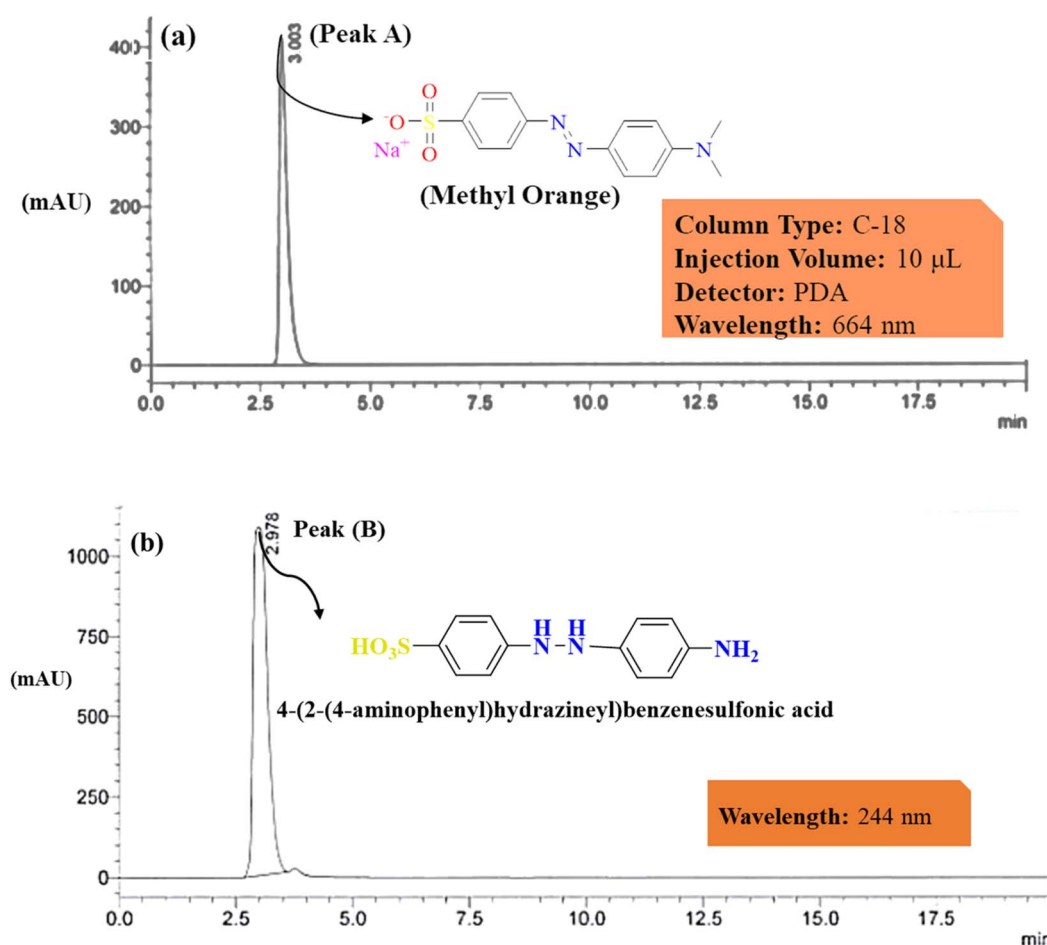 (a)
(Peak A)
3.003
400
300
200
100
0
(mAU)
O
-O
S
O
Na+
N
N
N
(Methyl Orange)
Column Type: C-18
Injection Volume: 10 μL
Detector: PDA
Wavelength: 664 nm
0.0 2.5 5.0 7.5 10.0 12.5 15.0 17.5
min
(b)
Peak (B)
2.978
1000
750
500
250
0
(mAU)
H H
HO3S N N NH2
4-(2-(4-aminophenyl)hydrazineyl)benzenesulfonic acid
Wavelength: 244 nm
0.0 2.5 5.0 7.5 10.0 12.5 15.0 17.5
min